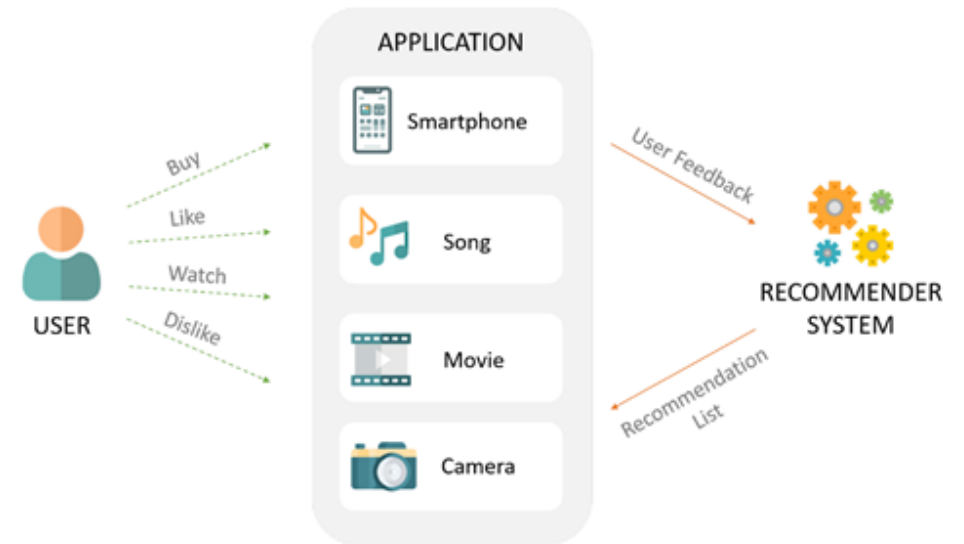 APPLICATION
Smartphone
Song
Movie
Camera
Buy
Like
Watch
Dislike
USER
User Feedback
RECOMMENDER
SYSTEM
Recommendation
List